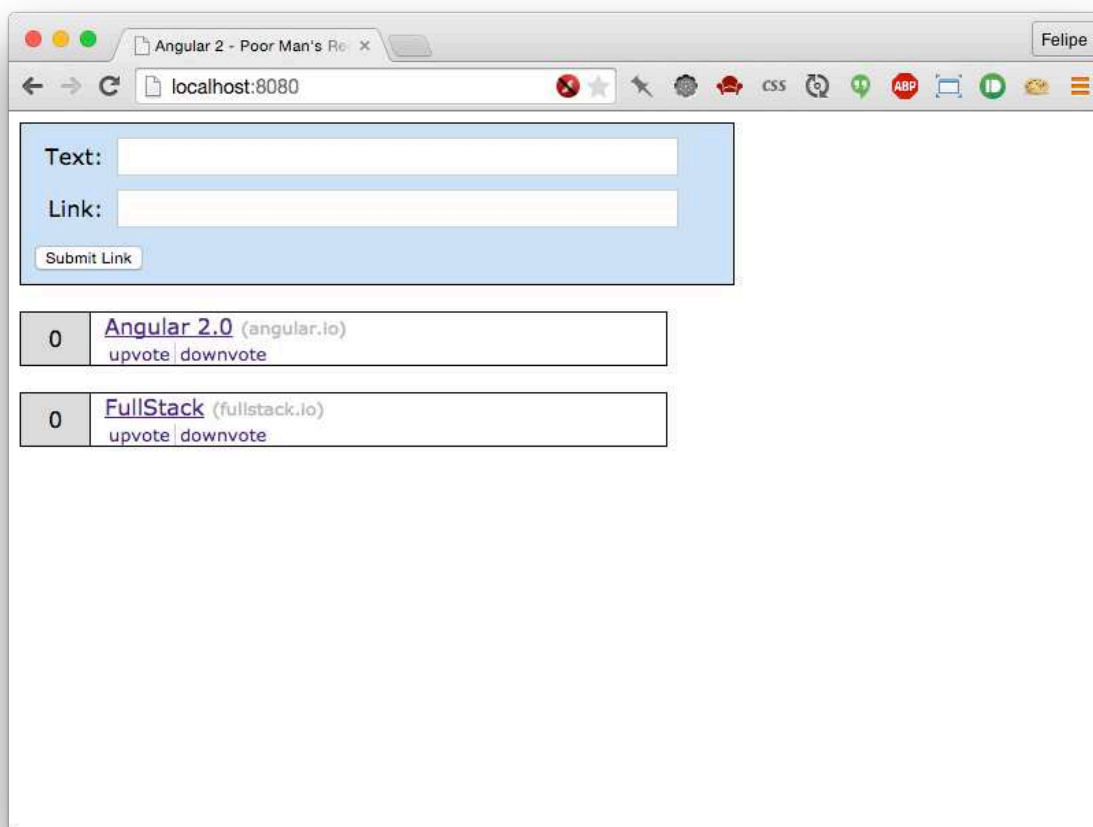 Angular 2 - Poor Man's Re
Felipe
localhost:8080
CSS
ABP
Text:
Link:
Submit Link
0
Angular 2.0 (angular.io)
upvote downvote
0
FullStack (fullstack.io)
upvote downvote